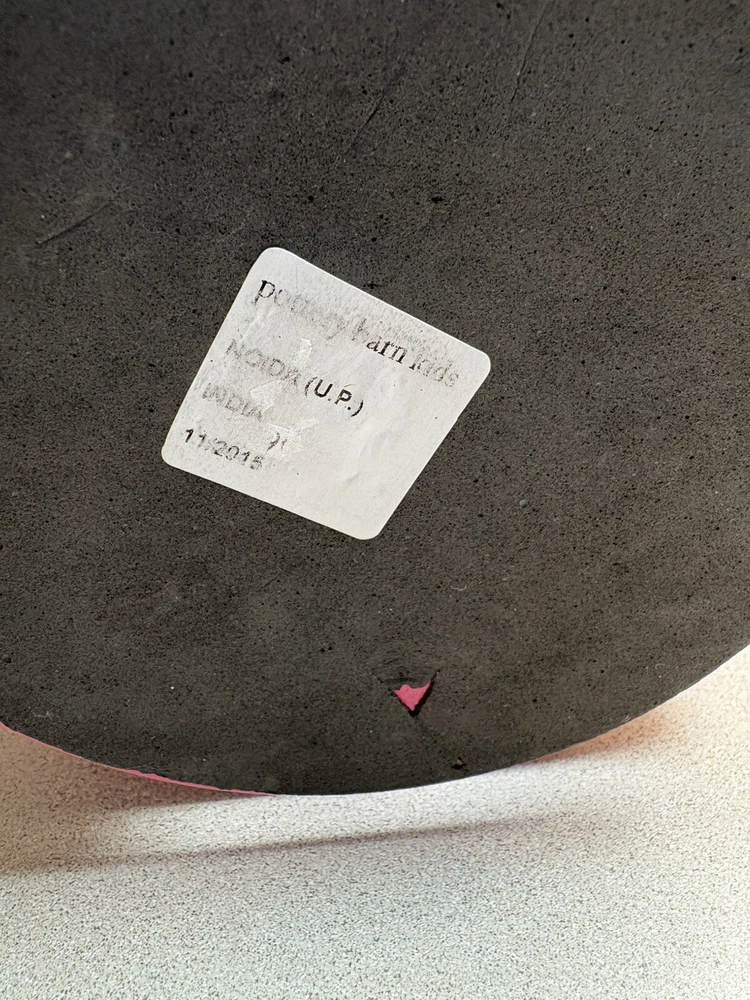 pottery barn kids
NOIDA (U.P.)
INDIA
11/2015